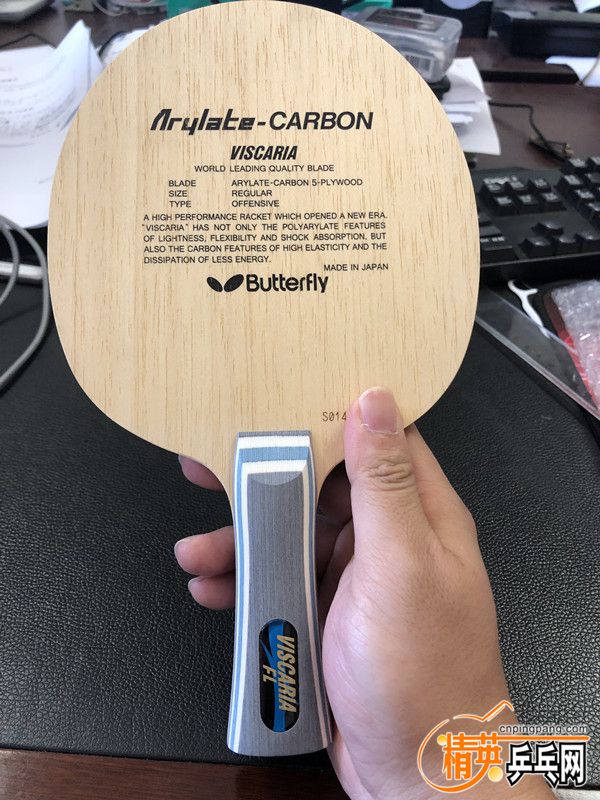 Arylate-CARBON
VISCARIA
WORLD LEADING QUALITY BLADE
BLADE ARYLATE-CARBON 5-PLYWOOD
SIZE REGULAR
TYPE OFFENSIVE
A HIGH PERFORMANCE RACKET WHICH OPENED A NEW ERA.
"VISCARIA" HAS NOT ONLY THE POLYARYLATE FEATURES
OF LIGHTNESS, FLEXIBILITY AND SHOCK ABSORPTION, BUT
ALSO THE CARBON FEATURES OF HIGH ELASTICITY AND THE
DISSIPATION OF LESS ENERGY.
MADE IN JAPAN
Butterfly
S014
VISCARIA
FL
cnpingpang.com
精英乒乓网